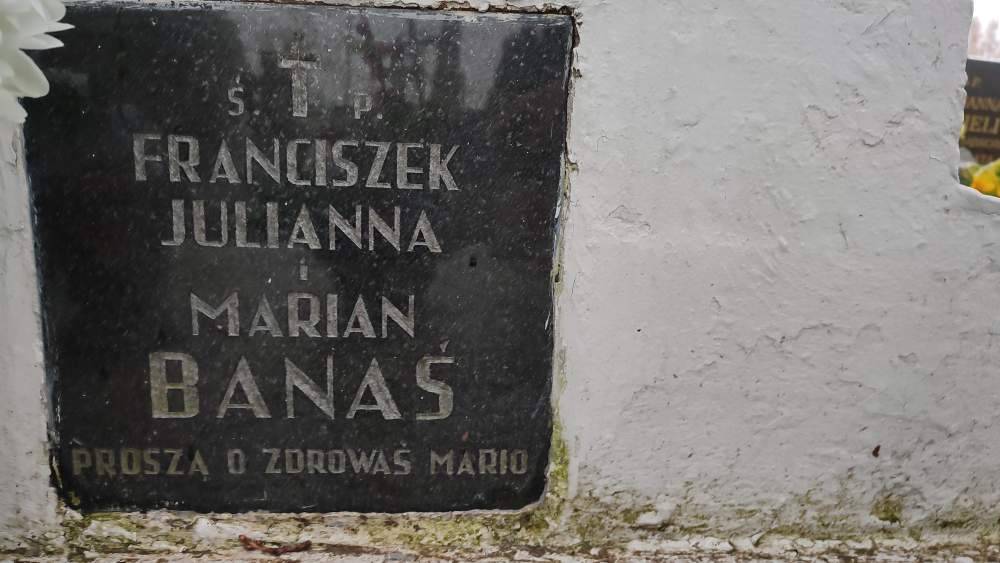 Ś. P.
FRANCISZEK
JULIANNA
i
MARIAN
BANAŚ
PROSZĄ O ZDROWAŚ MARIO